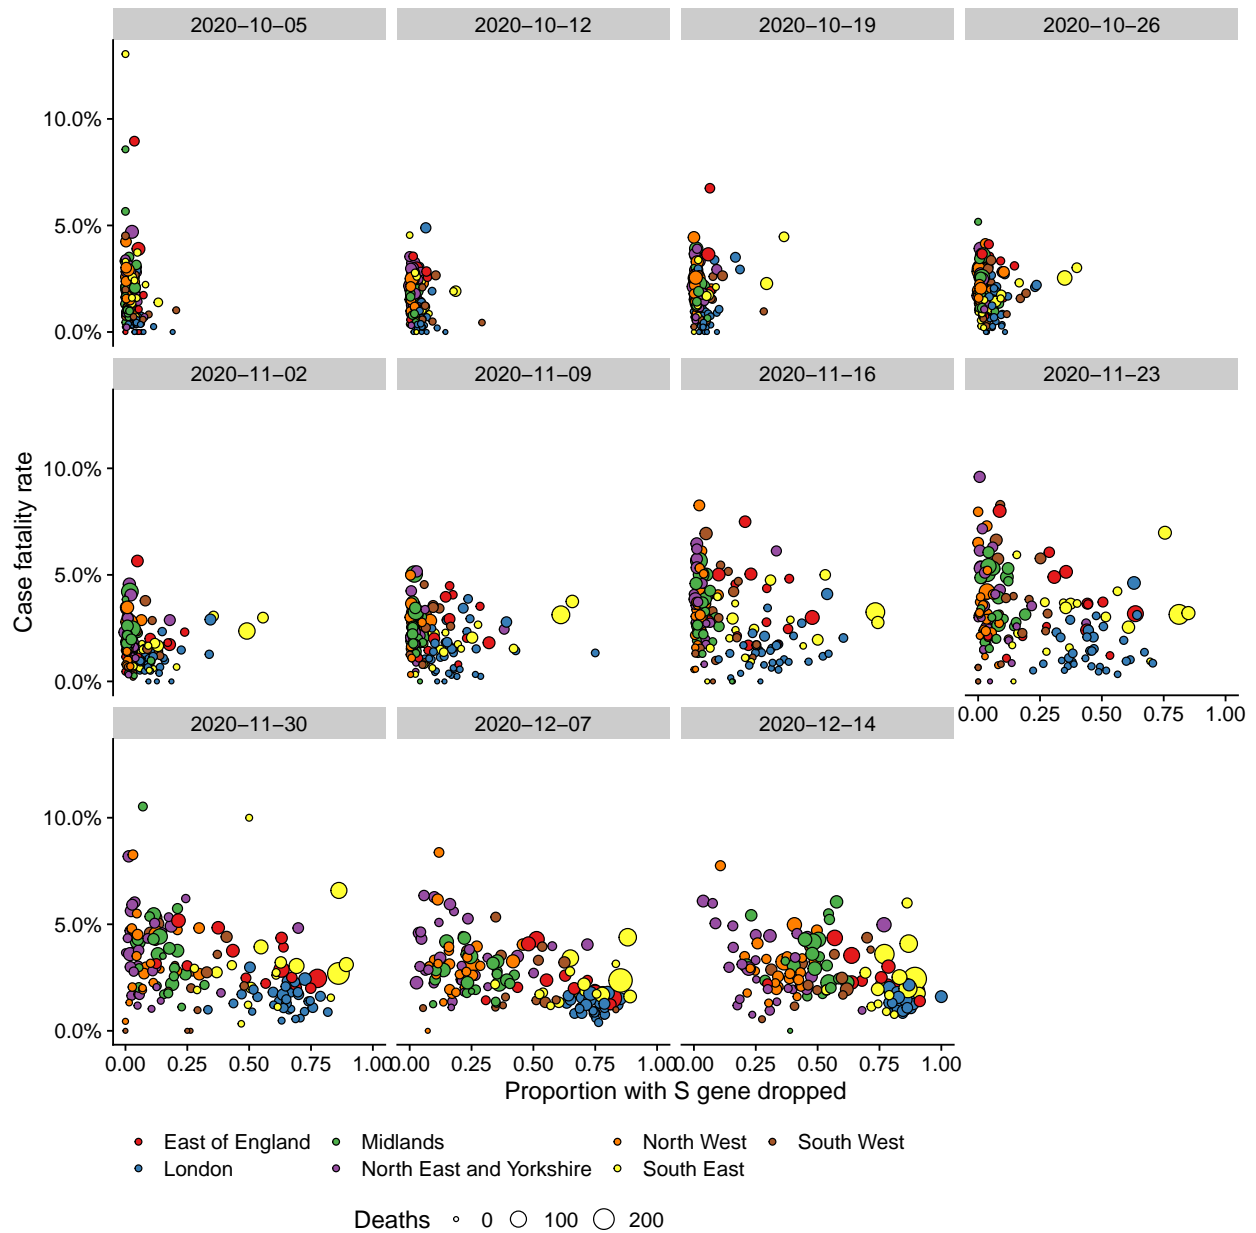 2020−10−05 2020−10−12 2020−10−19 2020−10−26
10.0%
5.0%
0.0%
2020−11−02 2020−11−09 2020−11−16 2020−11−23
10.0%
5.0%
0.0%
Case fatality rate
0.00 0.25 0.50 0.75 1.00
2020−11−30 2020−12−07 2020−12−14
10.0%
5.0%
0.0%
0.00 0.25 0.50 0.75 1.00 0.00 0.25 0.50 0.75 1.00 0.00 0.25 0.50 0.75 1.00
Proportion with S gene dropped
East of England Midlands North West South West
London North East and Yorkshire South East
Deaths 0 100 200